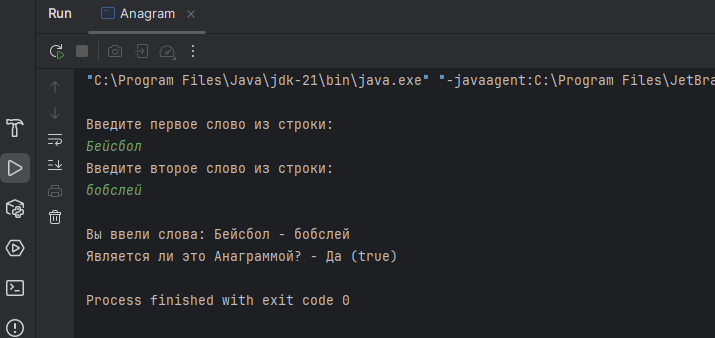 Run Anagram
"C:\Program Files\Java\jdk-21\bin\java.exe" "-javaagent:C:\Program Files\JetBra
Введите первое слово из строки:
Бейсбол
Введите второе слово из строки:
бобслей
Вы ввели слова: Бейсбол - бобслей
Является ли это Анаграммой? - Да (true)
Process finished with exit code 0